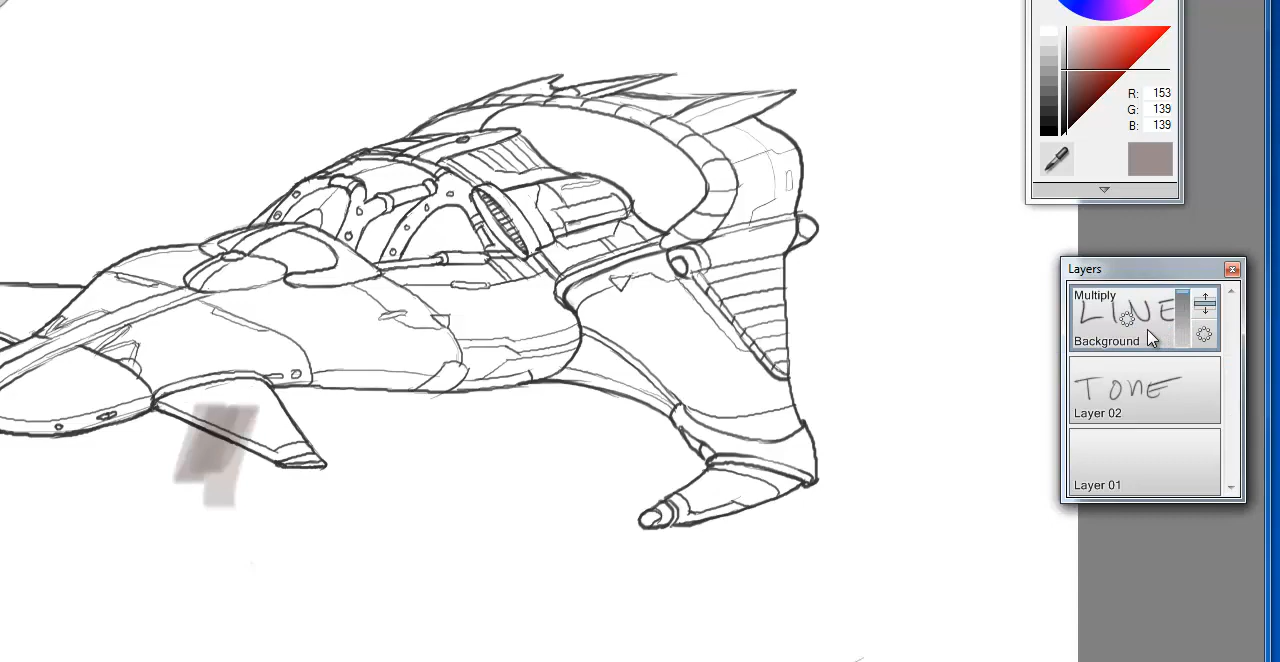 R: 153
G: 139
B: 139
Layers
Multiply
LINE
Background
TONE
Layer 02
Layer 01